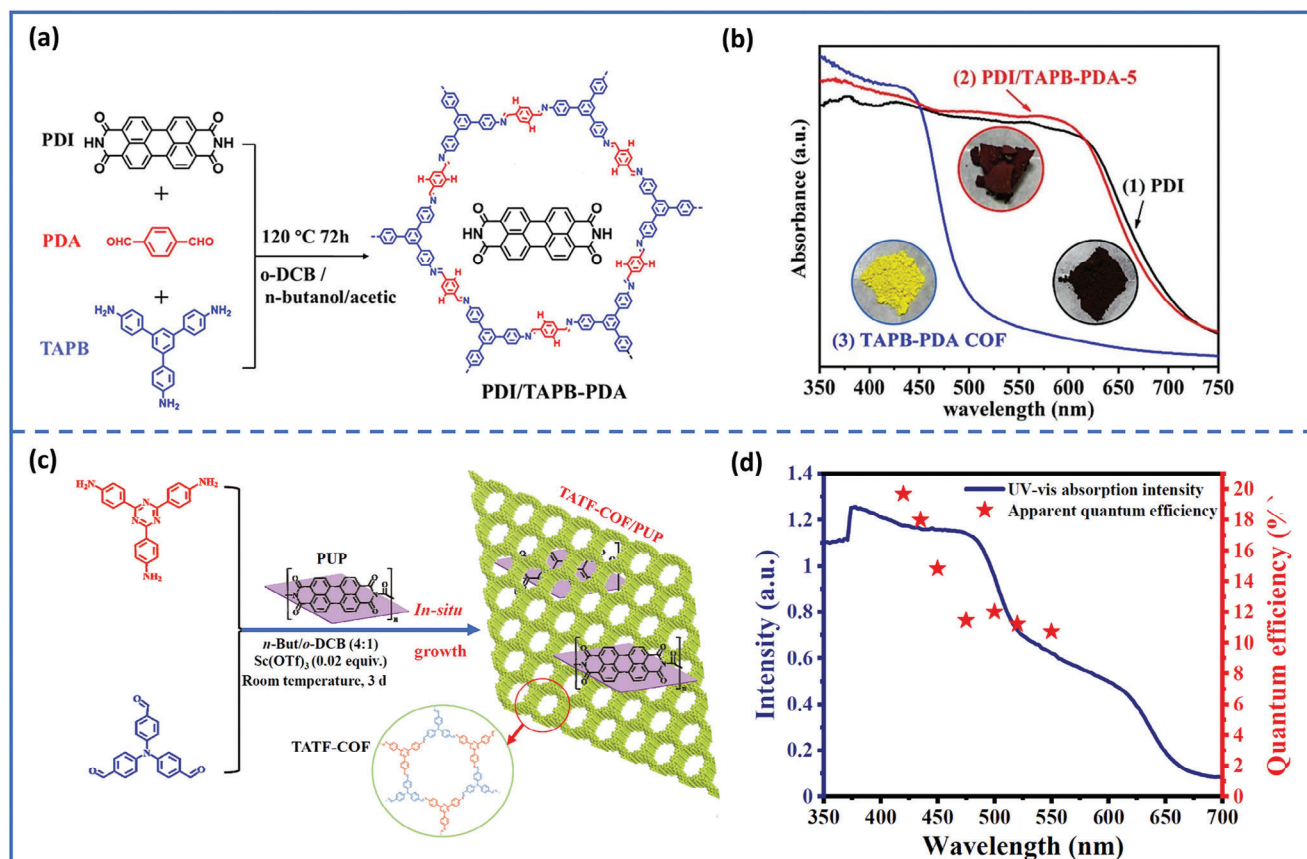 (a)
PDI
+
PDA
OHC
CHO
+
TAPB
H₂N
NH₂
NH₂
HN
NH
O
O
O
O
120 °C 72h
o-DCB /
n-butanol/acetic
HN
NH
O
O
O
O
PDI/TAPB-PDA
(b)
Absorbance (a.u.)
(2) PDI/TAPB-PDA-5
(1) PDI
(3) TAPB-PDA COF
350 400 450 500 550 600 650 700 750
wavelength (nm)
(c)
H₂N
NH₂
N
N
N
NH₂
PUP
n-But/o-DCB (4:1)
Sc(OTf)₃ (0.02 equiv.)
Room temperature, 3 d
In-situ
growth
TATF-COF/PUP
TATF-COF
O
N
O
O
(d)
UV-vis absorption intensity
Apparent quantum efficiency
Intensity (a.u.)
1.4
1.2
1
0.8
0.6
0.4
0.2
0
Quantum efficiency (%)
20
18
16
14
12
10
8
6
4
2
0
350 400 450 500 550 600 650 700
Wavelength (nm)